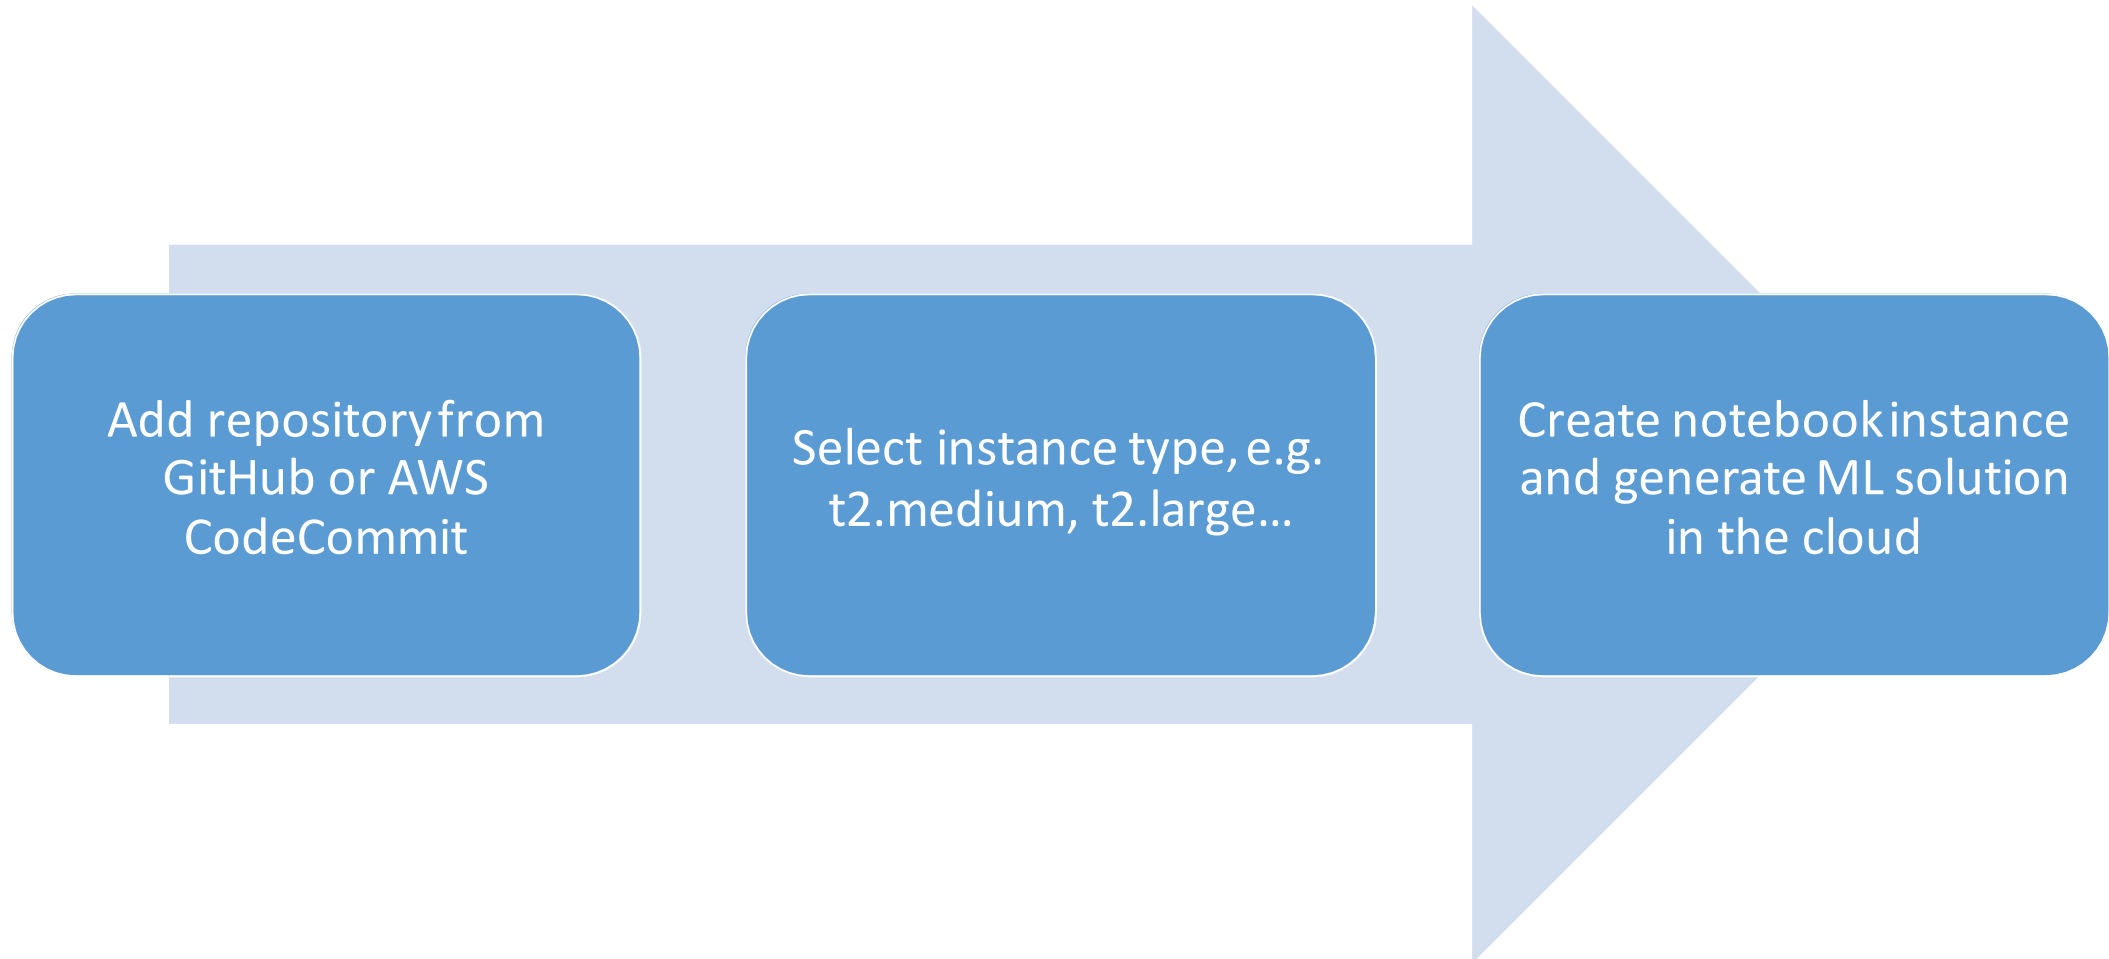 Add repository from
GitHub or AWS
CodeCommit
Select instance type, e.g.
t2.medium, t2.large...
Create notebook instance
and generate ML solution
in the cloud